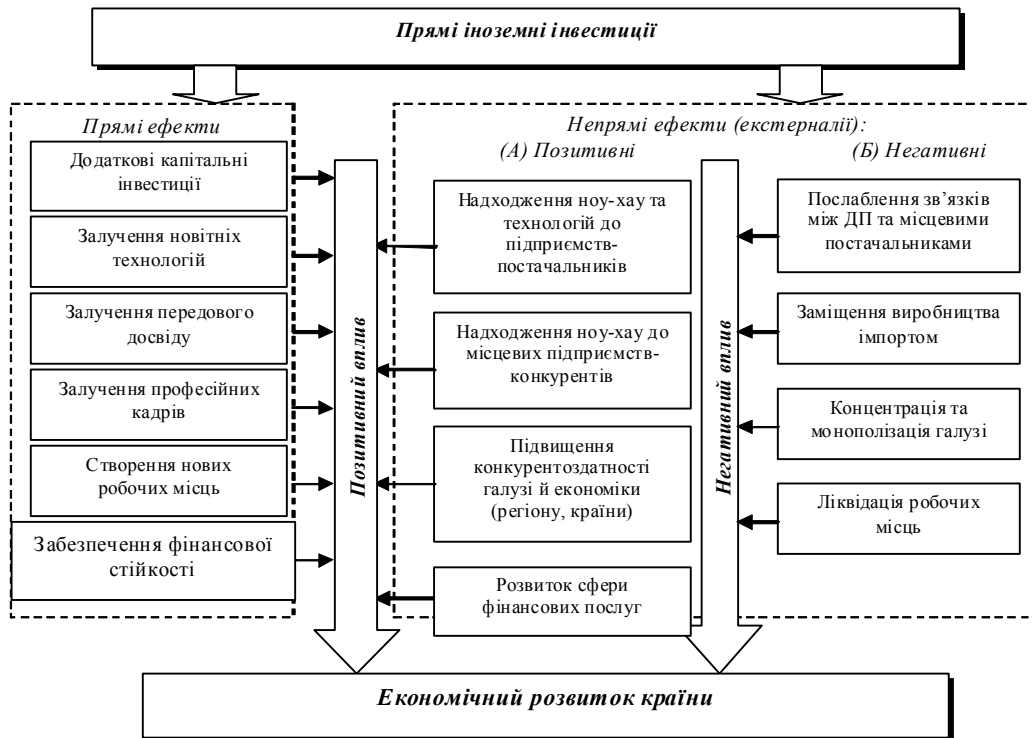 Прямі іноземні інвестиції
Прямі ефекти
Додаткові капітальні
інвестиції
Залучення новітніх
технологій
Залучення передового
досвіду
Залучення професійних
кадрів
Створення нових
робочих місць
Забезпечення фінансової
стійкості
Позитивний вплив
Непрямі ефекти (екстерналії):
(А) Позитивні
Надходження ноу-хау та
технологій до
підприємств-
постачальників
Надходження ноу-хау до
місцевих підприємств-
конкурентів
Підвищення
конкурентоздатності
галузі й економіки
(регіону, країни)
Розвиток сфери
фінансових послуг
Негативний вплив
(Б) Негативні
Послаблення зв’язків
між ДП та місцевими
постачальниками
Заміщення виробництва
імпортом
Концентрація та
монополізація галузі
Ліквідація робочих
місць
Економічний розвиток країни